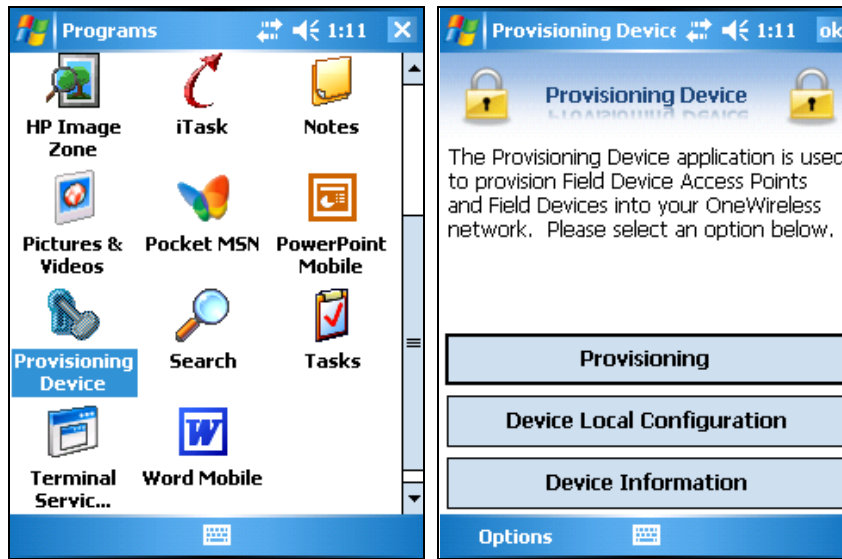 Programs 1:11
HP Image
Zone
iTask
Notes
Pictures &
Videos
Pocket MSN
PowerPoint
Mobile
Provisioning
Device
Search
Tasks
Terminal
Servic...
Word Mobile
Provisioning Device 1:11 ok
Provisioning Device
The Provisioning Device application is used
to provision Field Device Access Points
and Field Devices into your OneWireless
network. Please select an option below.
Provisioning
Device Local Configuration
Device Information
Options